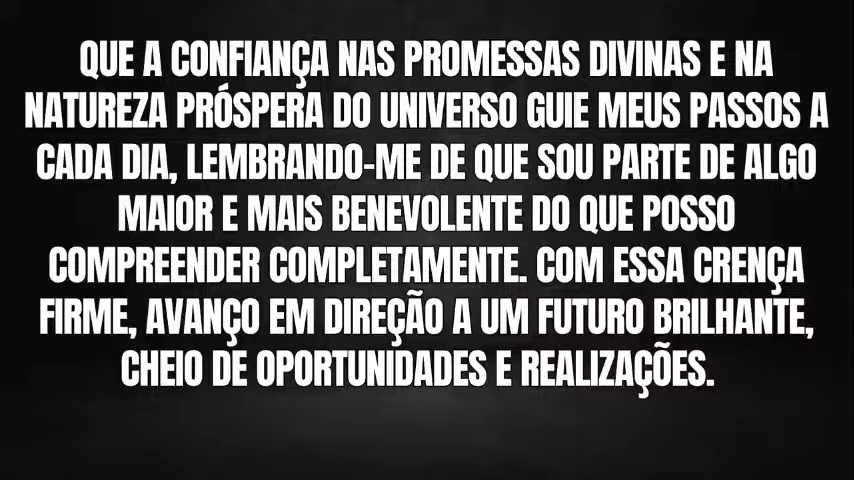 QUE A CONFIANÇA NAS PROMESSAS DIVINAS E NA
NATUREZA PRÓSPERA DO UNIVERSO GUIE MEUS PASSOS A
CADA DIA, LEMBRANDO-ME DE QUE SOU PARTE DE ALGO
MAIOR E MAIS BENEVOLENTE DO QUE POSSO
COMPREENDER COMPLETAMENTE. COM ESSA CRENÇA
FIRME, AVANÇO EM DIREÇÃO A UM FUTURO BRILHANTE,
CHEIO DE OPORTUNIDADES E REALIZAÇÕES.